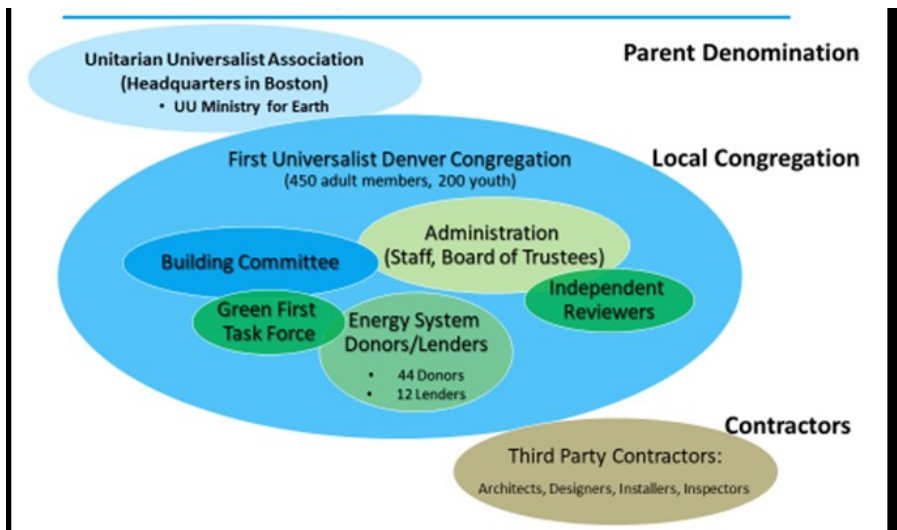 Parent Denomination
Unitarian Universalist Association
(Headquarters in Boston)
• UU Ministry for Earth
Local Congregation
First Universalist Denver Congregation
(450 adult members, 200 youth)
Administration
(Staff, Board of Trustees)
Building Committee
Independent
Reviewers
Green First
Task Force
Energy System
Donors/Lenders
• 44 Donors
• 12 Lenders
Contractors
Third Party Contractors:
Architects, Designers, Installers, Inspectors